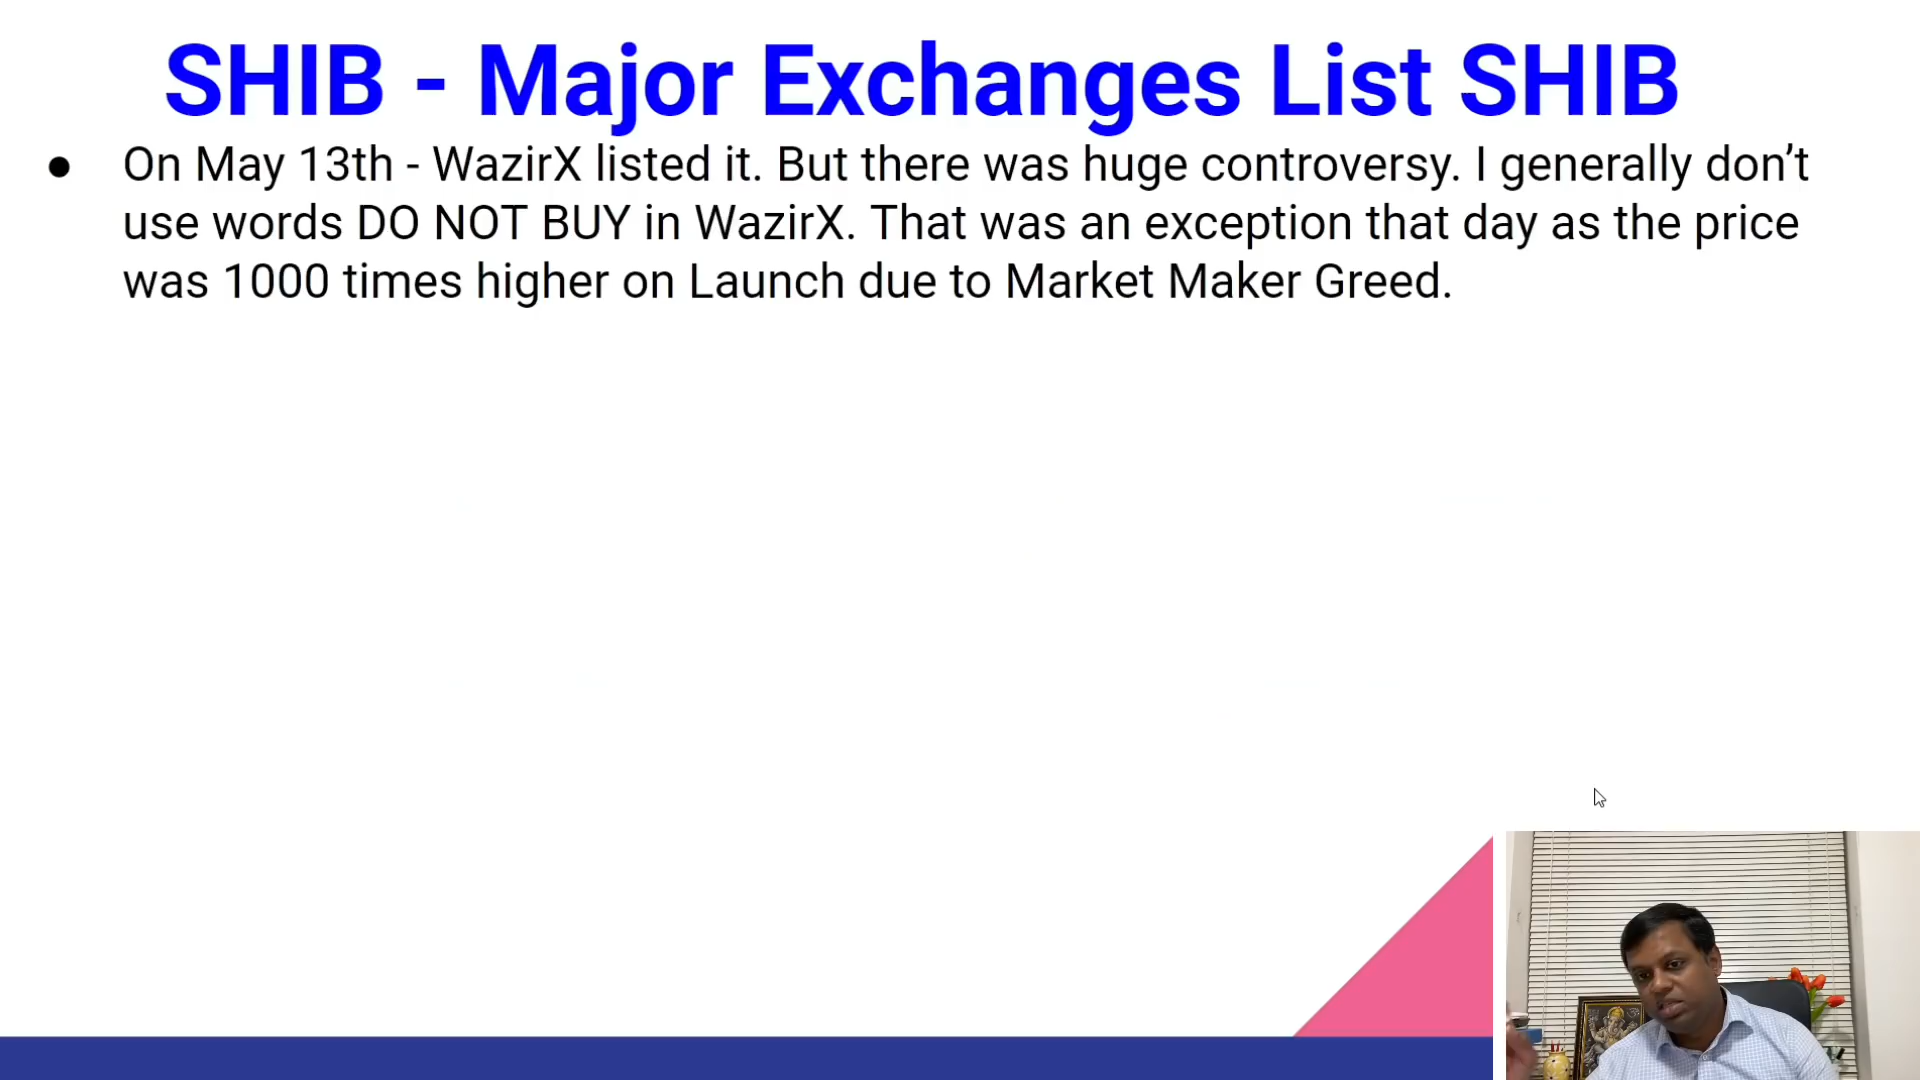 SHIB - Major Exchanges List SHIB
● On May 13th - WazirX listed it. But there was huge controversy. I generally don’t
use words DO NOT BUY in WazirX. That was an exception that day as the price
was 1000 times higher on Launch due to Market Maker Greed.